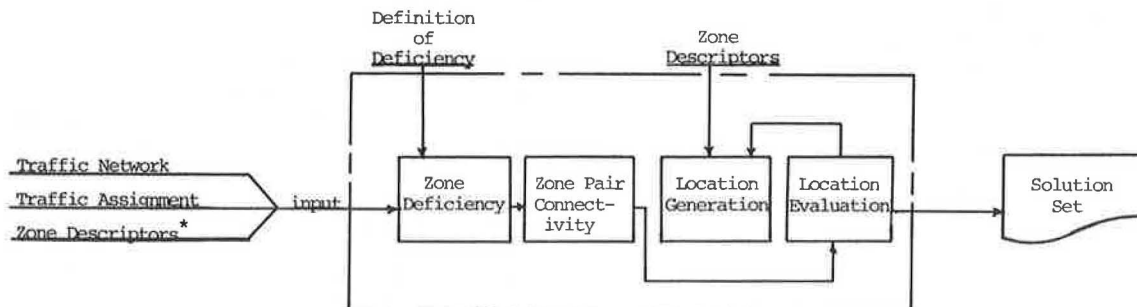 Definition
of
Deficiency
Zone
Descriptors
Traffic Network
Traffic Assignment
Zone Descriptors*
input
Zone
Deficiency
Zone Pair
Connect-
ivity
Location
Generation
Location
Evaluation
Solution
Set